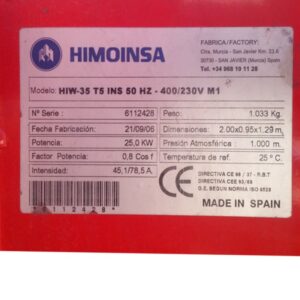 HIMOINSA
FABRICA/FACTORY:
Ctra. Murcia - San Javier Km. 23.6
30730 - SAN JAVIER (Murcia) Spain
Tel. +34 968 19 11 28
Modelo: HIW-35 T5 INS 50 HZ - 400/230V M1
Nº Serie : 6112428
Peso: 1.033 Kg.
Fecha Fabricación : 21/09/06
Dimensiones: 2.00x0.95x1.29 m.
Potencia : 25.0 KW
Presión Atmosférica : 1.000 m.
Factor Potencia : 0,8 Cos f
Temperatura de ref. 25° C.
Intensidad : 45,1/78,5 A.
CE
DIRECTIVA CE 98 / 37 - R.B.T
DIRECTIVA CEE 93/68
G.E. SEGUN NORMA ISO 8528
*6112428*
MADE IN SPAIN